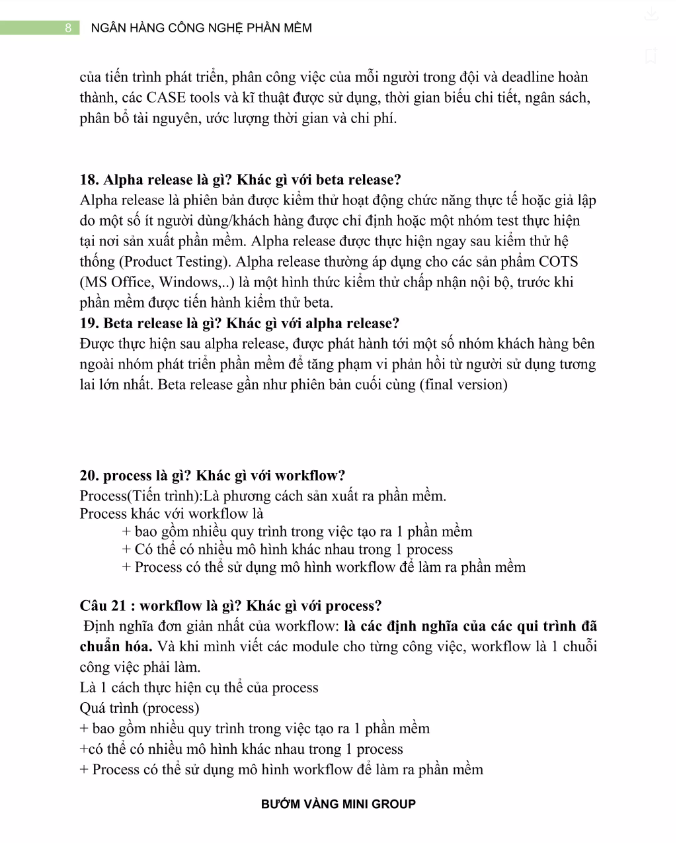 8 NGÂN HÀNG CÔNG NGHỆ PHẦN MỀM
của tiến trình phát triển, phân công việc của mỗi người trong đội và deadline hoàn
thành, các CASE tools và kĩ thuật được sử dụng, thời gian biểu chi tiết, ngân sách,
phân bổ tài nguyên, ước lượng thời gian và chi phí.
18. Alpha release là gì? Khác gì với beta release?
Alpha release là phiên bản được kiểm thử hoạt động chức năng thực tế hoặc giả lập
do một số ít người dùng/khách hàng được chỉ định hoặc một nhóm test thực hiện
tại nơi sản xuất phần mềm. Alpha release được thực hiện ngay sau kiểm thử hệ
thống (Product Testing). Alpha release thường áp dụng cho các sản phẩm COTS
(MS Office, Windows,..) là một hình thức kiểm thử chấp nhận nội bộ, trước khi
phần mềm được tiến hành kiểm thử beta.
19. Beta release là gì? Khác gì với alpha release?
Được thực hiện sau alpha release, được phát hành tới một số nhóm khách hàng bên
ngoài nhóm phát triển phần mềm để tăng phạm vi phản hồi từ người sử dụng tương
lai lớn nhất. Beta release gần như phiên bản cuối cùng (final version)
20. process là gì? Khác gì với workflow?
Process(Tiến trình):Là phương cách sản xuất ra phần mềm.
Process khác với workflow là
+ bao gồm nhiều quy trình trong việc tạo ra 1 phần mềm
+ Có thể có nhiều mô hình khác nhau trong 1 process
+ Process có thể sử dụng mô hình workflow để làm ra phần mềm
Câu 21 : workflow là gì? Khác gì với process?
Định nghĩa đơn giản nhất của workflow: là các định nghĩa của các qui trình đã
chuẩn hóa. Và khi mình viết các module cho từng công việc, workflow là 1 chuỗi
công việc phải làm.
Là 1 cách thực hiện cụ thể của process
Quá trình (process)
+ bao gồm nhiều quy trình trong việc tạo ra 1 phần mềm
+có thể có nhiều mô hình khác nhau trong 1 process
+ Process có thể sử dụng mô hình workflow để làm ra phần mềm
BƯỚM VÀNG MINI GROUP